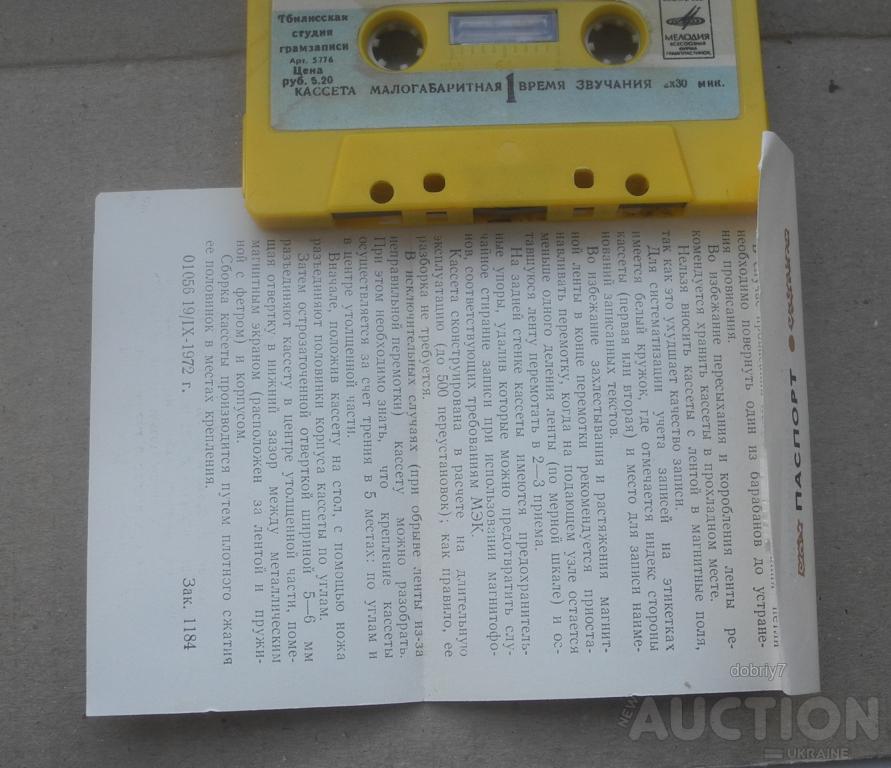 Тбилисская
студия
грамзаписи
Арт. 5776
Цена
руб. 5.20
МЕЛОДИЯ
КАССЕТА МАЛОГАБАРИТНАЯ 1 ВРЕМЯ ЗВУЧАНИЯ 2х30 мин.
ПАСПОРТ
необходимо повернуть один из барабанов до устране-
ния провисания.
Во избежание пересыхания и коробления ленты ре-
комендуется хранить кассеты в прохладном месте.
Нельзя вносить кассеты с лентой в магнитные поля,
так как это ухудшает качество записи.
Для систематизации учета записей на этикетках
имеется белый кружок, где отмечается индекс стороны
кассеты (первая или вторая) и место для записи наиме-
нований записанных текстов.
Во избежание захлестывания и растяжения магнит-
ной ленты в конце перемотки рекомендуется приоста-
навливать перемотку, когда на подающем узле остается
меньше одного деления ленты (по мерной шкале) и ос-
тавшуюся ленту перемотать в 2—3 приема.
На задней стенке кассеты имеются предохранитель-
ные упоры, удалив которые можно предотвратить слу-
чайное стирание записи при использовании магнитофо-
нов, соответствующих требованиям МЭК.
Кассета сконструирована в расчете на длительную
эксплуатацию (до 500 переустановок); как правило, ее
разборка не требуется.
В исключительных случаях (при обрыве ленты из-за
неправильной перемотки) кассету можно разобрать.
При этом необходимо знать, что крепление кассеты
осуществляется за счет трения в 5 местах: по углам и
в центре утолщенной части.
Вначале, положив кассету на стол, с помощью ножа
разъединяют половинки корпуса кассеты по углам.
Затем острозаточенной отверткой шириной 5—6 мм
разъединяют кассету в центре утолщенной части, поме-
щая отвертку в нижний зазор между металлическим
магнитным экраном (расположен за лентой и пружи-
ной с фетром) и корпусом.
Сборка кассеты производится путем плотного сжатия
ее половинок в местах крепления.
01056 19/IX-1972 г. Зак. 1184
dobriy7
NEW
AUCTION
UKRAINE